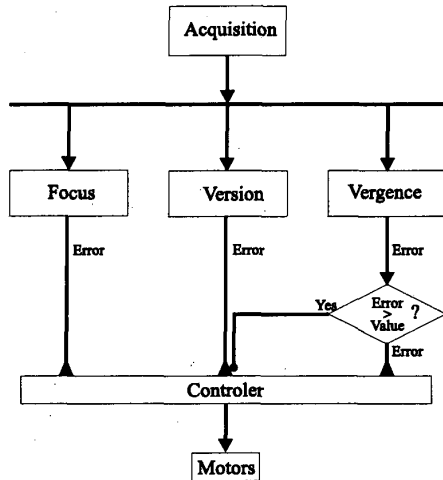 Acquisition
Focus
Version
Vergence
Error
Error
Error
Yes
Error
>
Value
?
Error
Controler
Motors